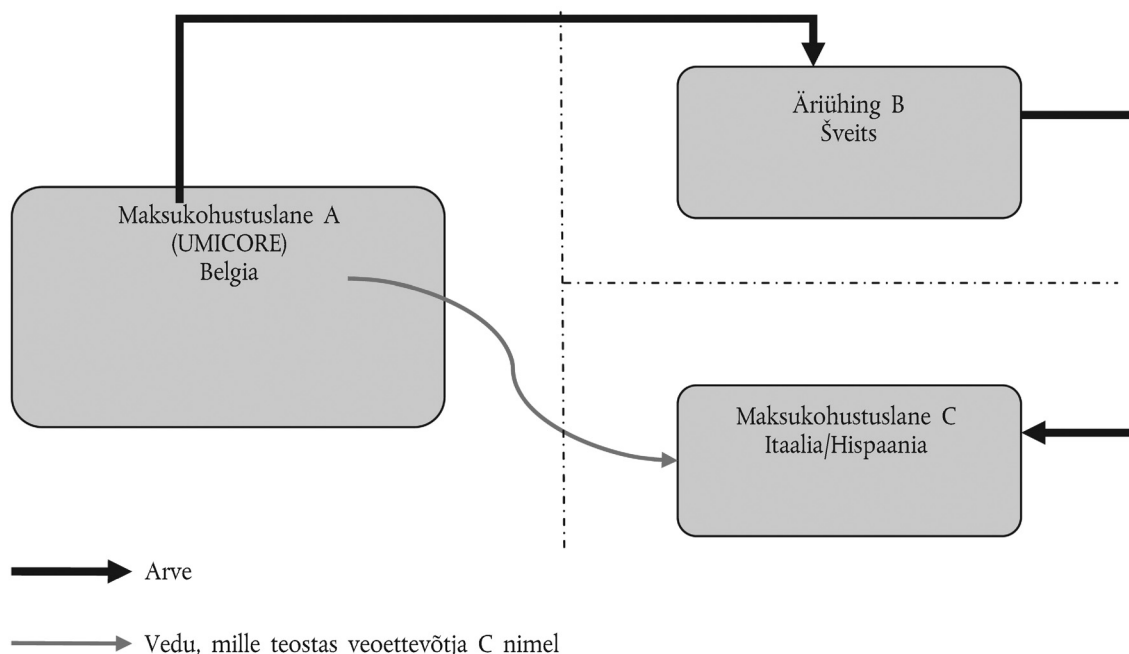 Äriühing B
Šveits
Maksukohustuslane A
(UMICORE)
Belgia
Maksukohustuslane C
Itaalia/Hispaania
Arve
Vedu, mille teostas veoettevõtja C nimel